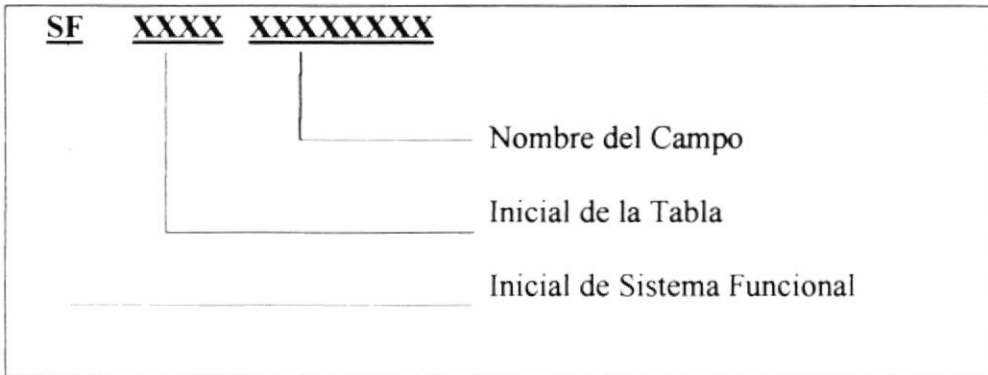 SF XXXX XXXXXXXX
Nombre del Campo
Inicial de la Tabla
Inicial de Sistema Funcional